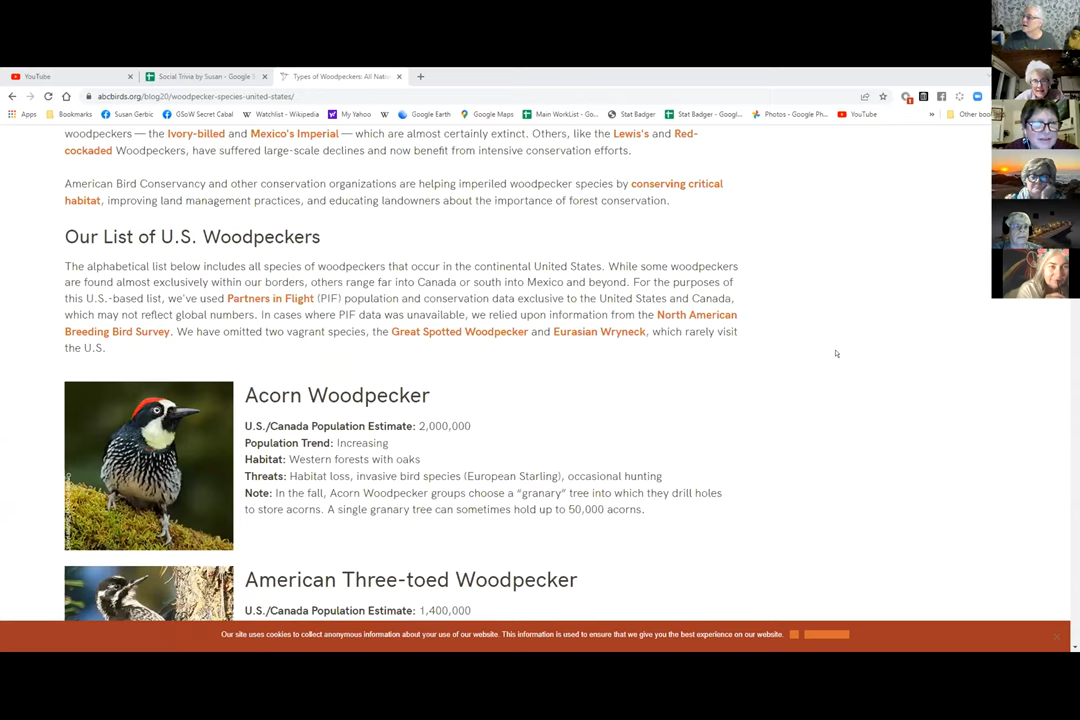 YouTube
Social Trivia by Susan - Google S
Types of Woodpeckers: All Nati
abcbirds.org/blog20/woodpecker-species-united-states/
Apps Bookmarks Susan Gerbic GSoW Secret Cabal Watchlist - Wikipedia My Yahoo Google Earth Google Maps Main WorkList - Go... Stat Badger Stat Badger - Googl... Photos - Google Ph... YouTube » Other boo
woodpeckers — the Ivory-billed and Mexico's Imperial — which are almost certainly extinct. Others, like the Lewis's and Red-
cockaded Woodpeckers, have suffered large-scale declines and now benefit from intensive conservation efforts.
American Bird Conservancy and other conservation organizations are helping imperiled woodpecker species by conserving critical
habitat, improving land management practices, and educating landowners about the importance of forest conservation.
Our List of U.S. Woodpeckers
The alphabetical list below includes all species of woodpeckers that occur in the continental United States. While some woodpeckers
are found almost exclusively within our borders, others range far into Canada or south into Mexico and beyond. For the purposes of
this U.S.-based list, we've used Partners in Flight (PIF) population and conservation data exclusive to the United States and Canada,
which may not reflect global numbers. In cases where PIF data was unavailable, we relied upon information from the North American
Breeding Bird Survey. We have omitted two vagrant species, the Great Spotted Woodpecker and Eurasian Wryneck, which rarely visit
the U.S.
Acorn Woodpecker
U.S./Canada Population Estimate: 2,000,000
Population Trend: Increasing
Habitat: Western forests with oaks
Threats: Habitat loss, invasive bird species (European Starling), occasional hunting
Note: In the fall, Acorn Woodpecker groups choose a “granary” tree into which they drill holes
to store acorns. A single granary tree can sometimes hold up to 50,000 acorns.
American Three-toed Woodpecker
U.S./Canada Population Estimate: 1,400,000
Our site uses cookies to collect anonymous information about your use of our website. This information is used to ensure that we give you the best experience on our website.